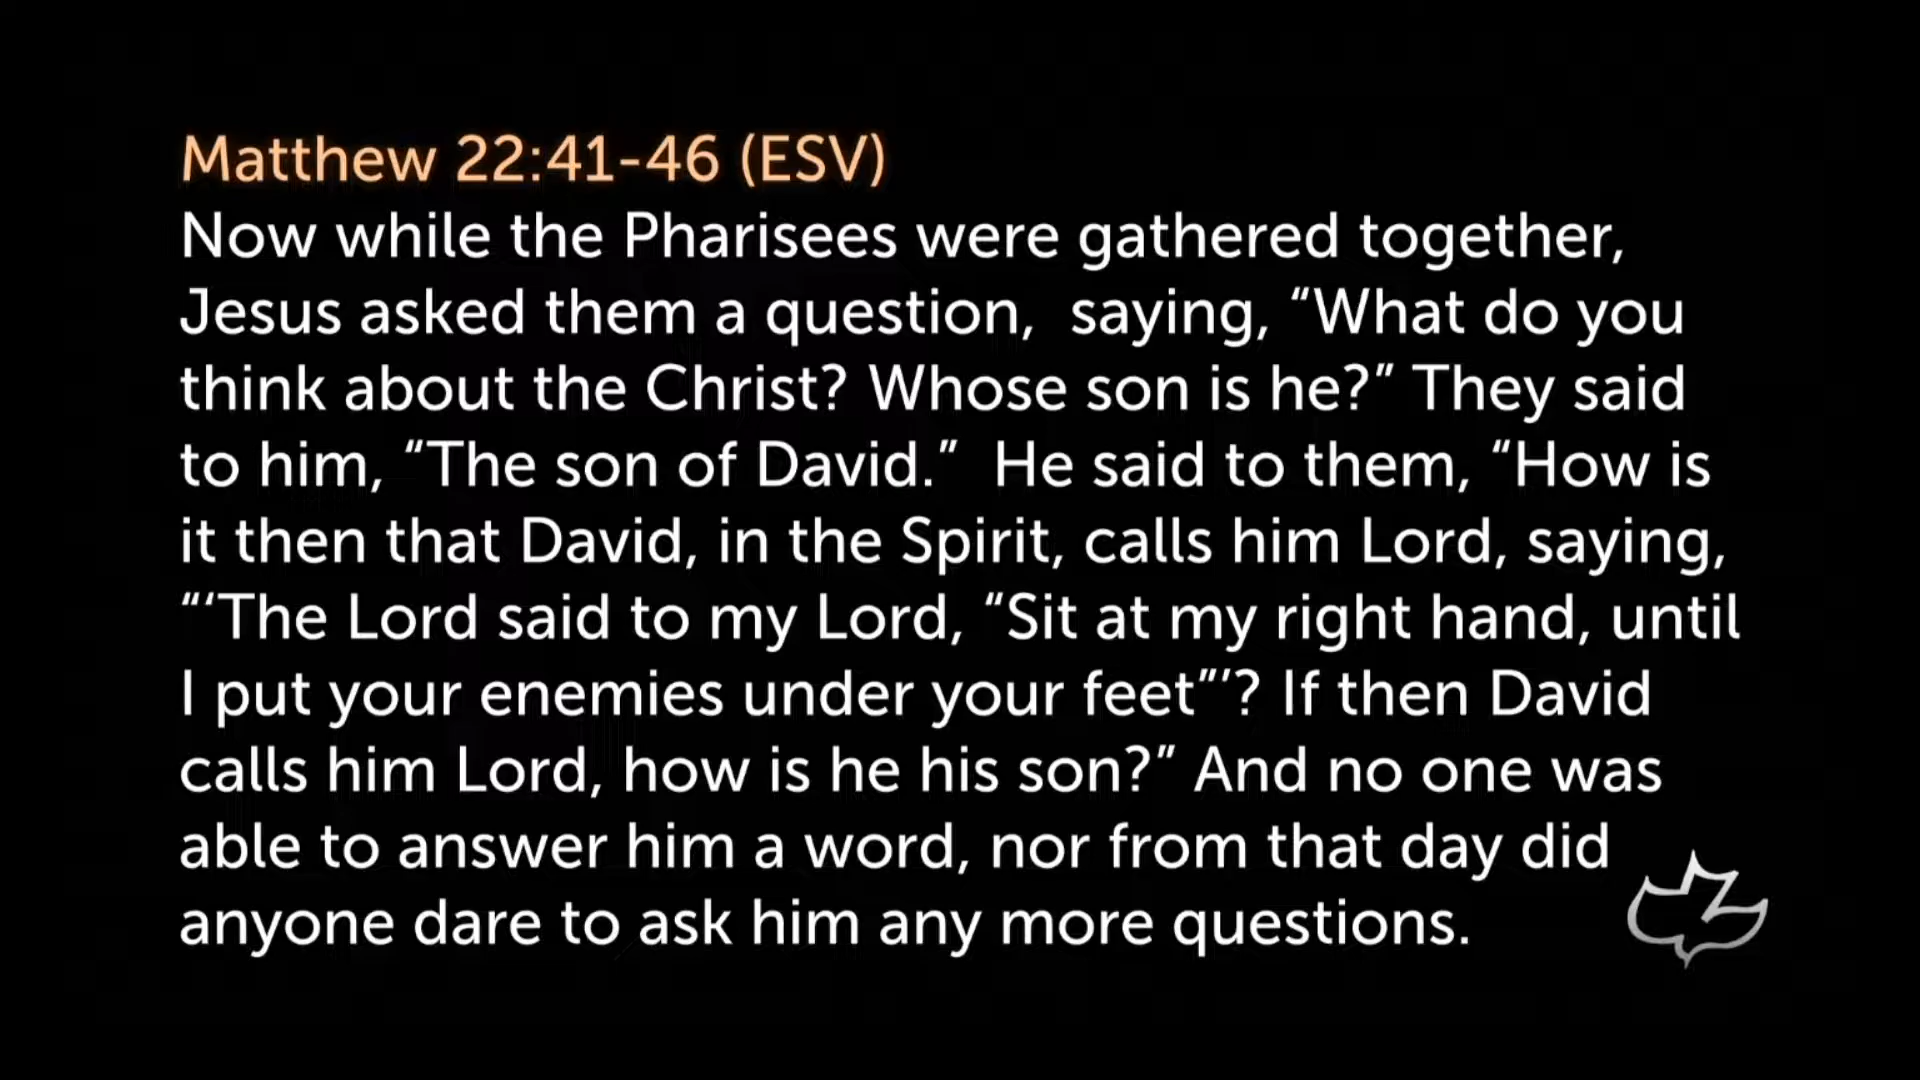 Matthew 22:41-46 (ESV)
Now while the Pharisees were gathered together,
Jesus asked them a question,  saying, “What do you
think about the Christ? Whose son is he?” They said
to him, “The son of David.”  He said to them, “How is
it then that David, in the Spirit, calls him Lord, saying,
“‘The Lord said to my Lord, “Sit at my right hand, until
I put your enemies under your feet”’? If then David
calls him Lord, how is he his son?” And no one was
able to answer him a word, nor from that day did
anyone dare to ask him any more questions.